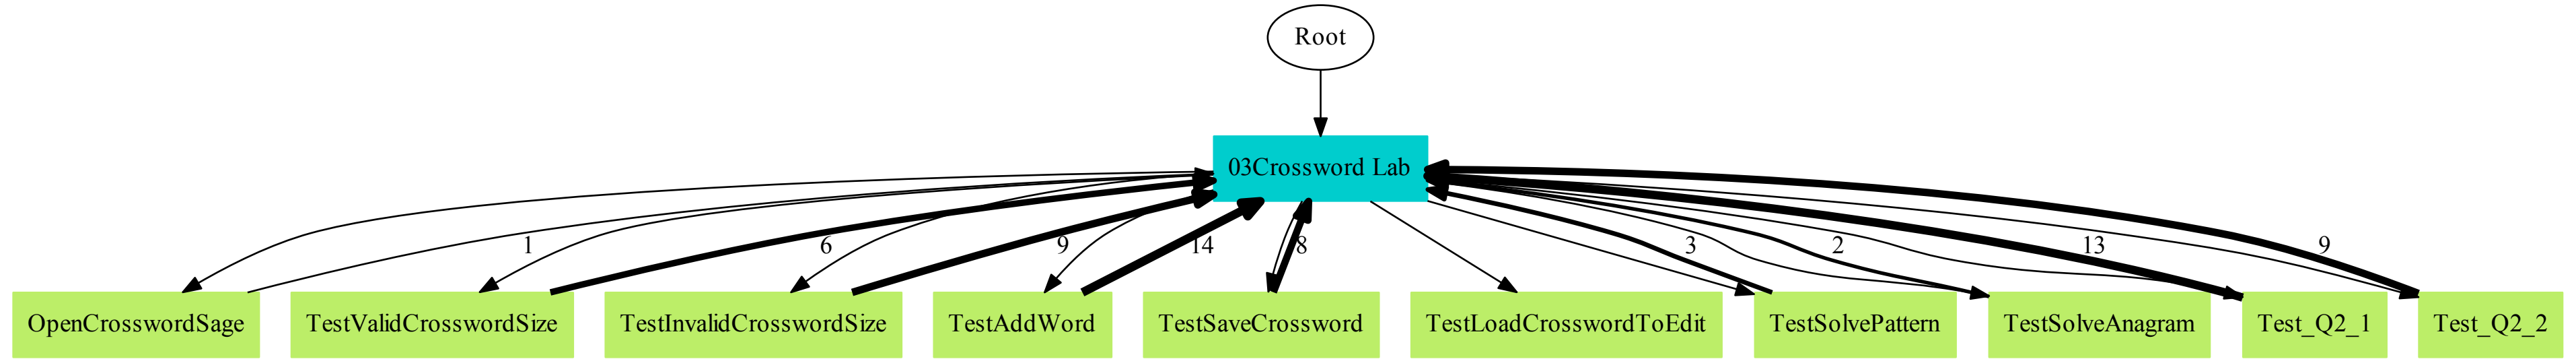 Root
03Crossword Lab
1
6
9
14
8
3
2
13
9
OpenCrosswordSage
TestValidCrosswordSize
TestInvalidCrosswordSize
TestAddWord
TestSaveCrossword
TestLoadCrosswordToEdit
TestSolvePattern
TestSolveAnagram
Test_Q2_1
Test_Q2_2